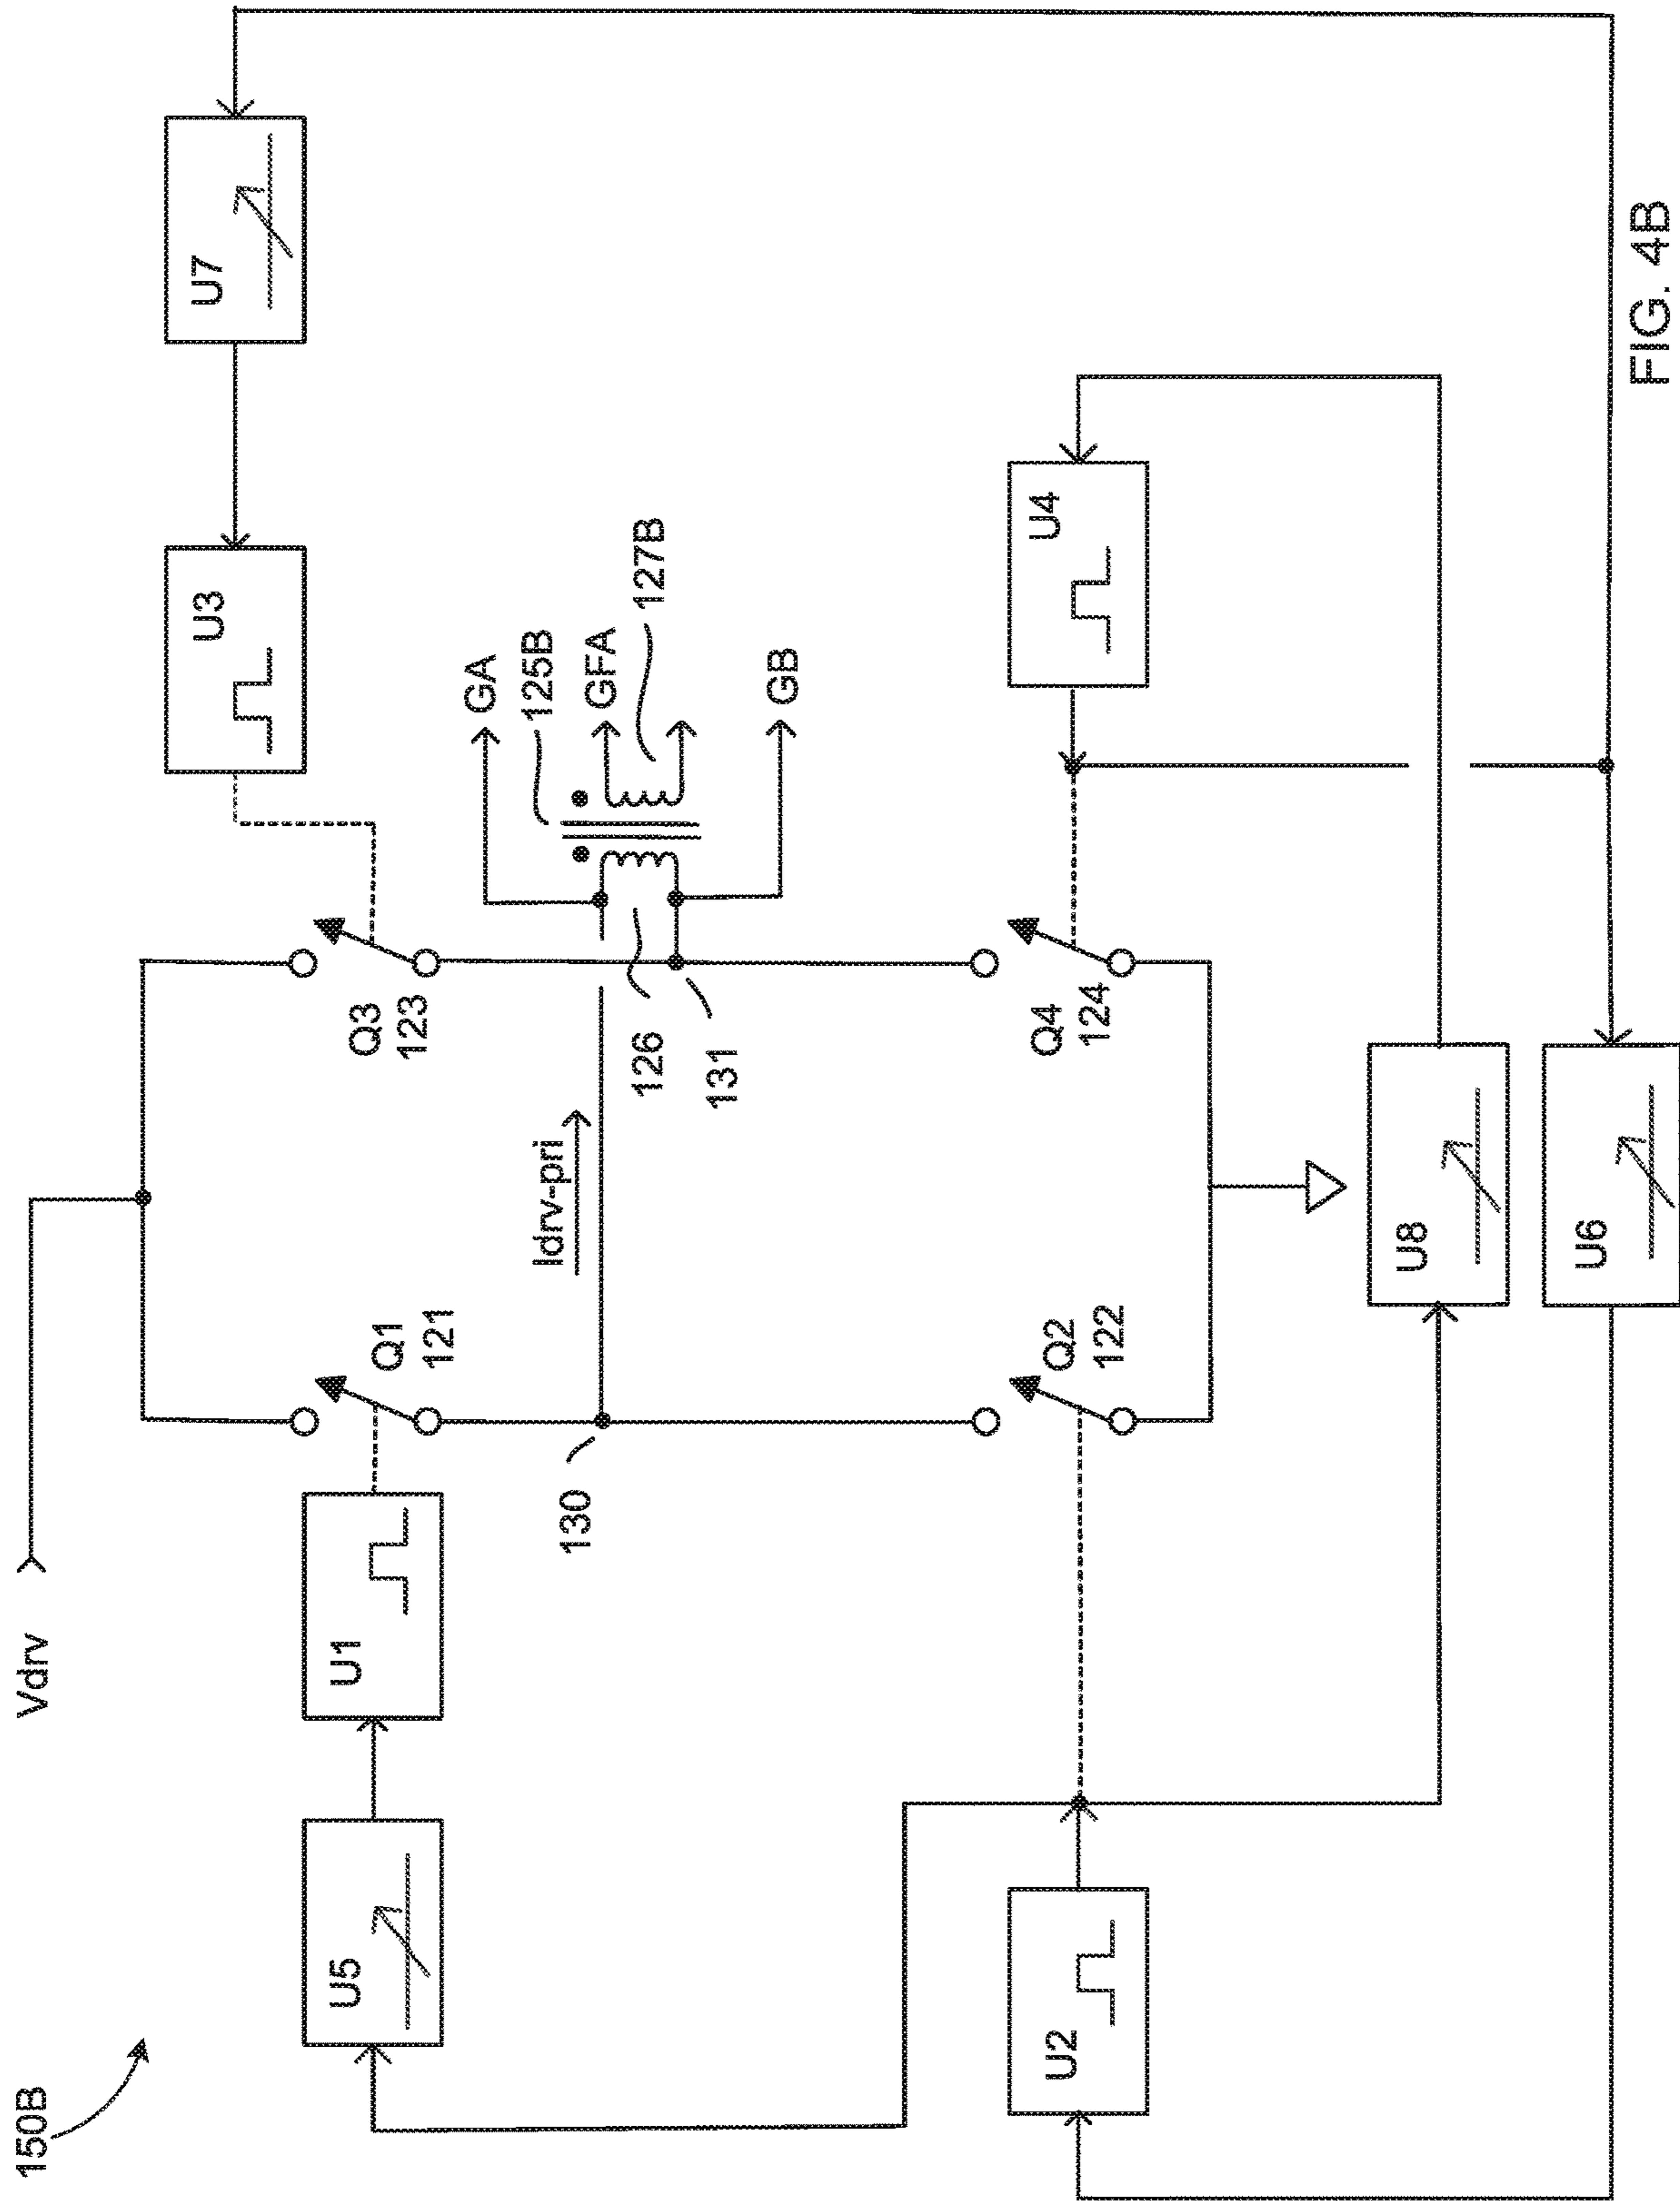 150B
Vdrv
U5
U1
Q1
121
Q3
123
U3
U7
130
Idrv-pri
126
131
GA
125B
GFA
127B
GB
U2
Q2
122
Q4
124
U4
U8
U6
FIG. 4B